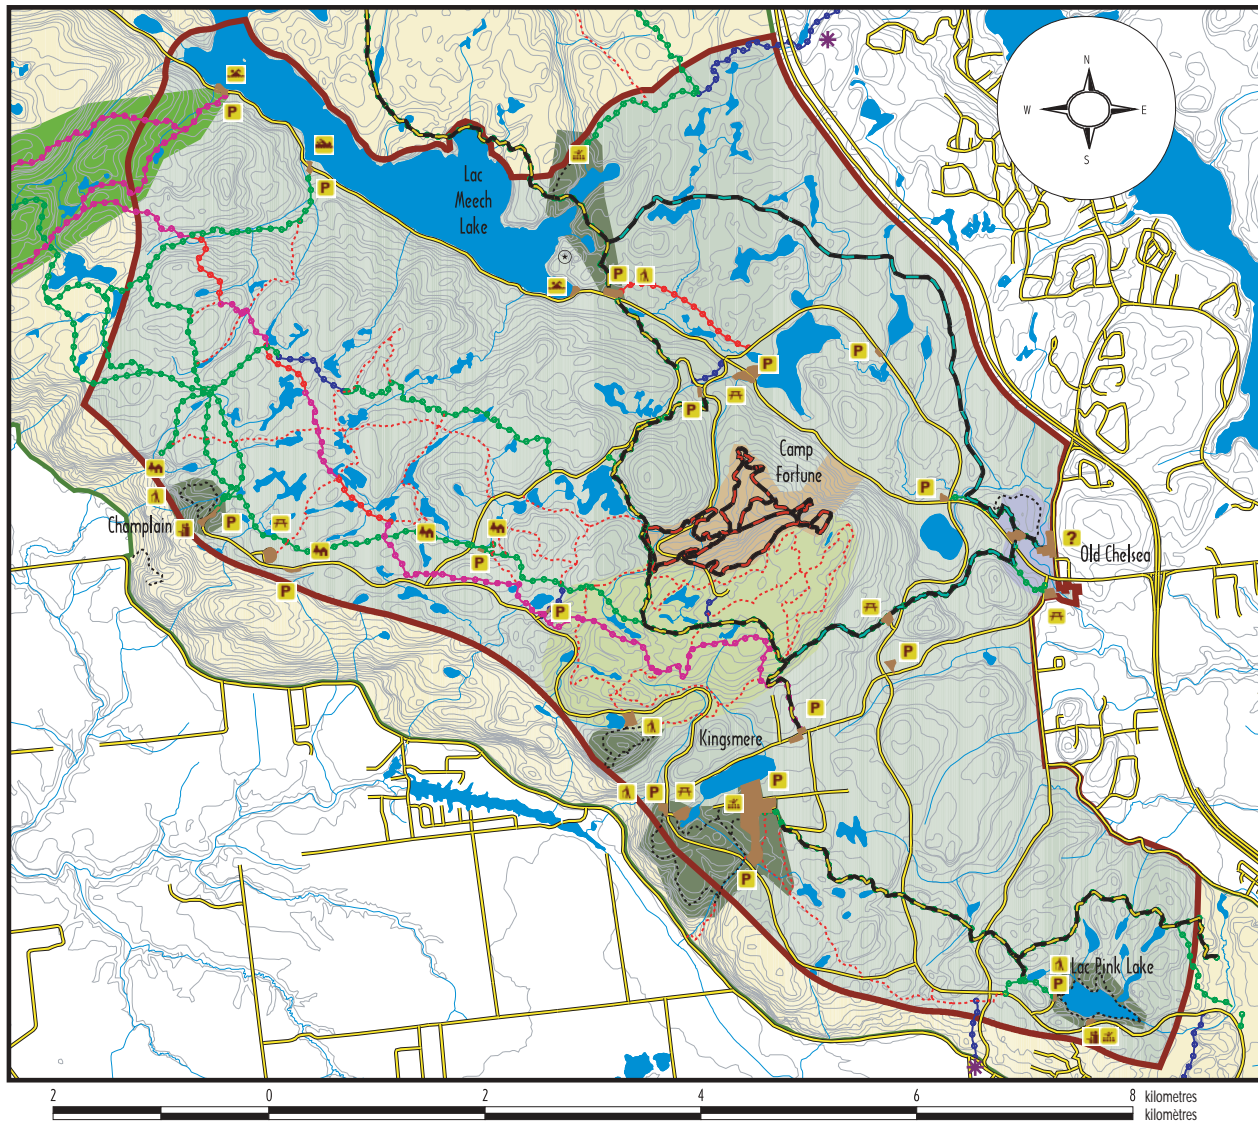 N
W E
S
P
Lac
Meech
Lake
P
P
P
P
P
Camp
Fortune
P
Champlain
P
?
Old Chelsea
P
P
P
P
P
Kingsmere
P
P
P
P
Lac Pink Lake
P
2 0 2 4 6 8 kilometres
kilomètres